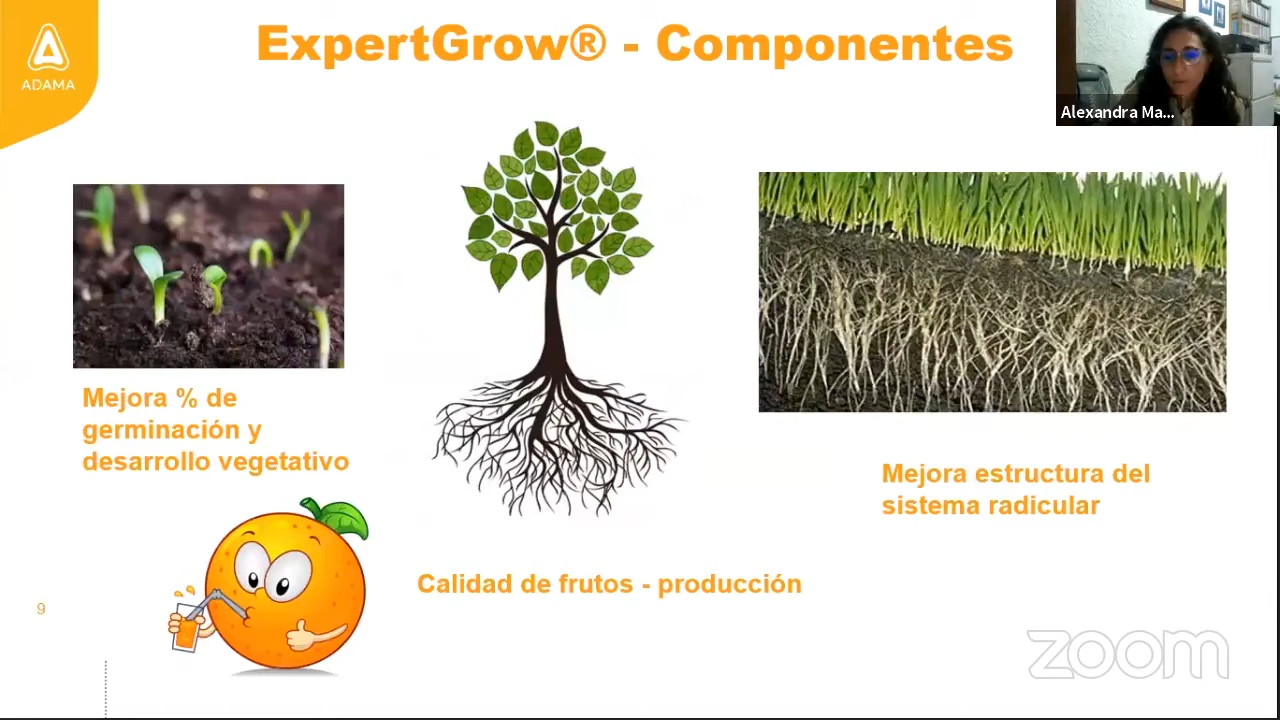 ExpertGrow® - Componentes
ADAMA
Alexandra Ma...
Mejora % de
germinación y
desarrollo vegetativo
Mejora estructura del
sistema radicular
Calidad de frutos - producción
9
zoom